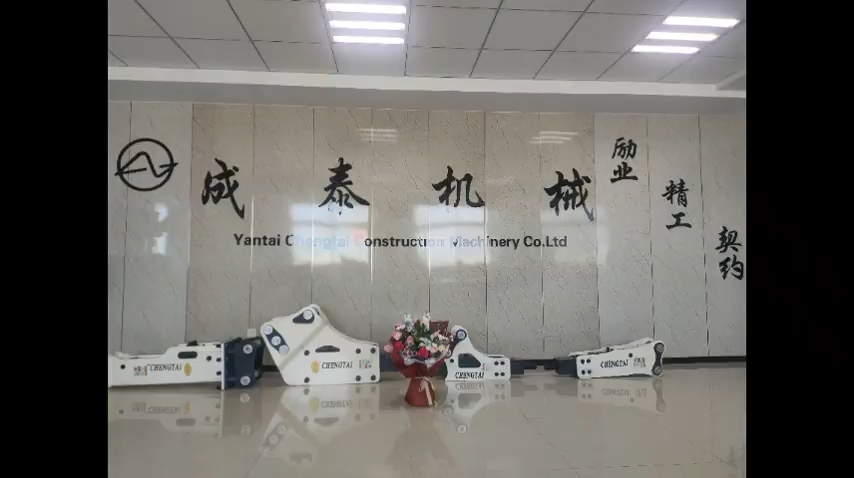 成泰机械
励业
精工
契约
Yantai Chengtai Construction Machinery Co.Ltd
CHENGTAI
CHENGTAI
CHENGTAI
CHENGTAI